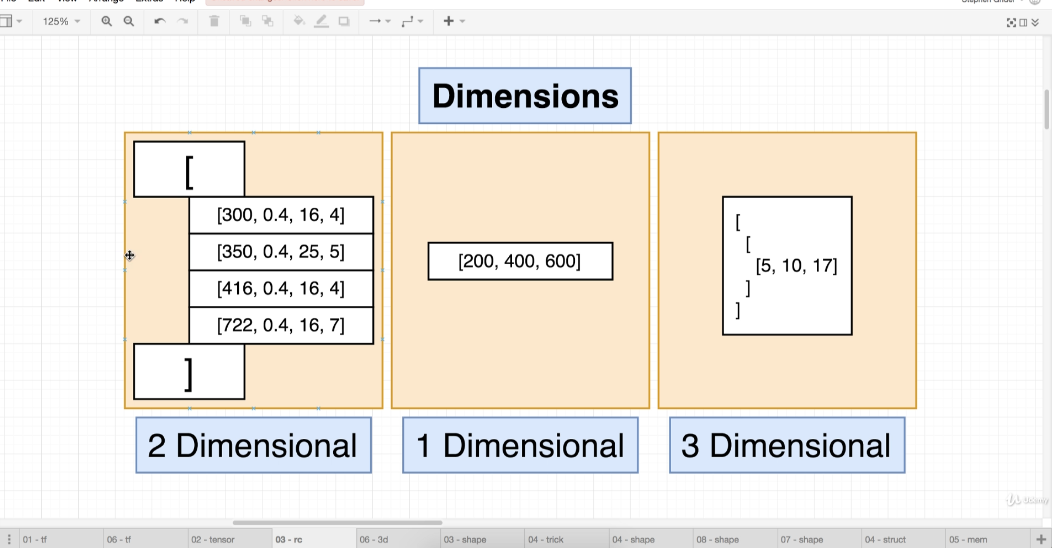 125%
Dimensions
[
[300, 0.4, 16, 4]
[350, 0.4, 25, 5]
[416, 0.4, 16, 4]
[722, 0.4, 16, 7]
]
2 Dimensional
[200, 400, 600]
1 Dimensional
[
[
[5, 10, 17]
]
]
3 Dimensional
Udemy
01 - tf
06 - tf
02 - tensor
03 - rc
06 - 3d
03 - shape
04 - trick
04 - shape
08 - shape
07 - shape
04 - struct
05 - mem